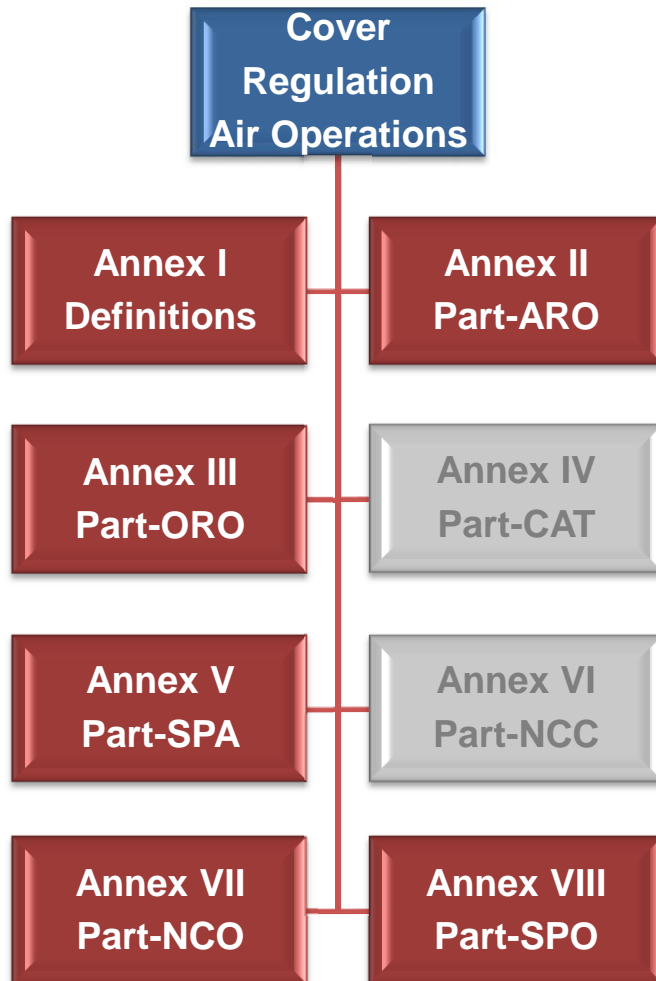 Cover
Regulation
Air Operations
Annex I
Definitions
Annex II
Part-ARO
Annex III
Part-ORO
Annex IV
Part-CAT
Annex V
Part-SPA
Annex VI
Part-NCC
Annex VII
Part-NCO
Annex VIII
Part-SPO